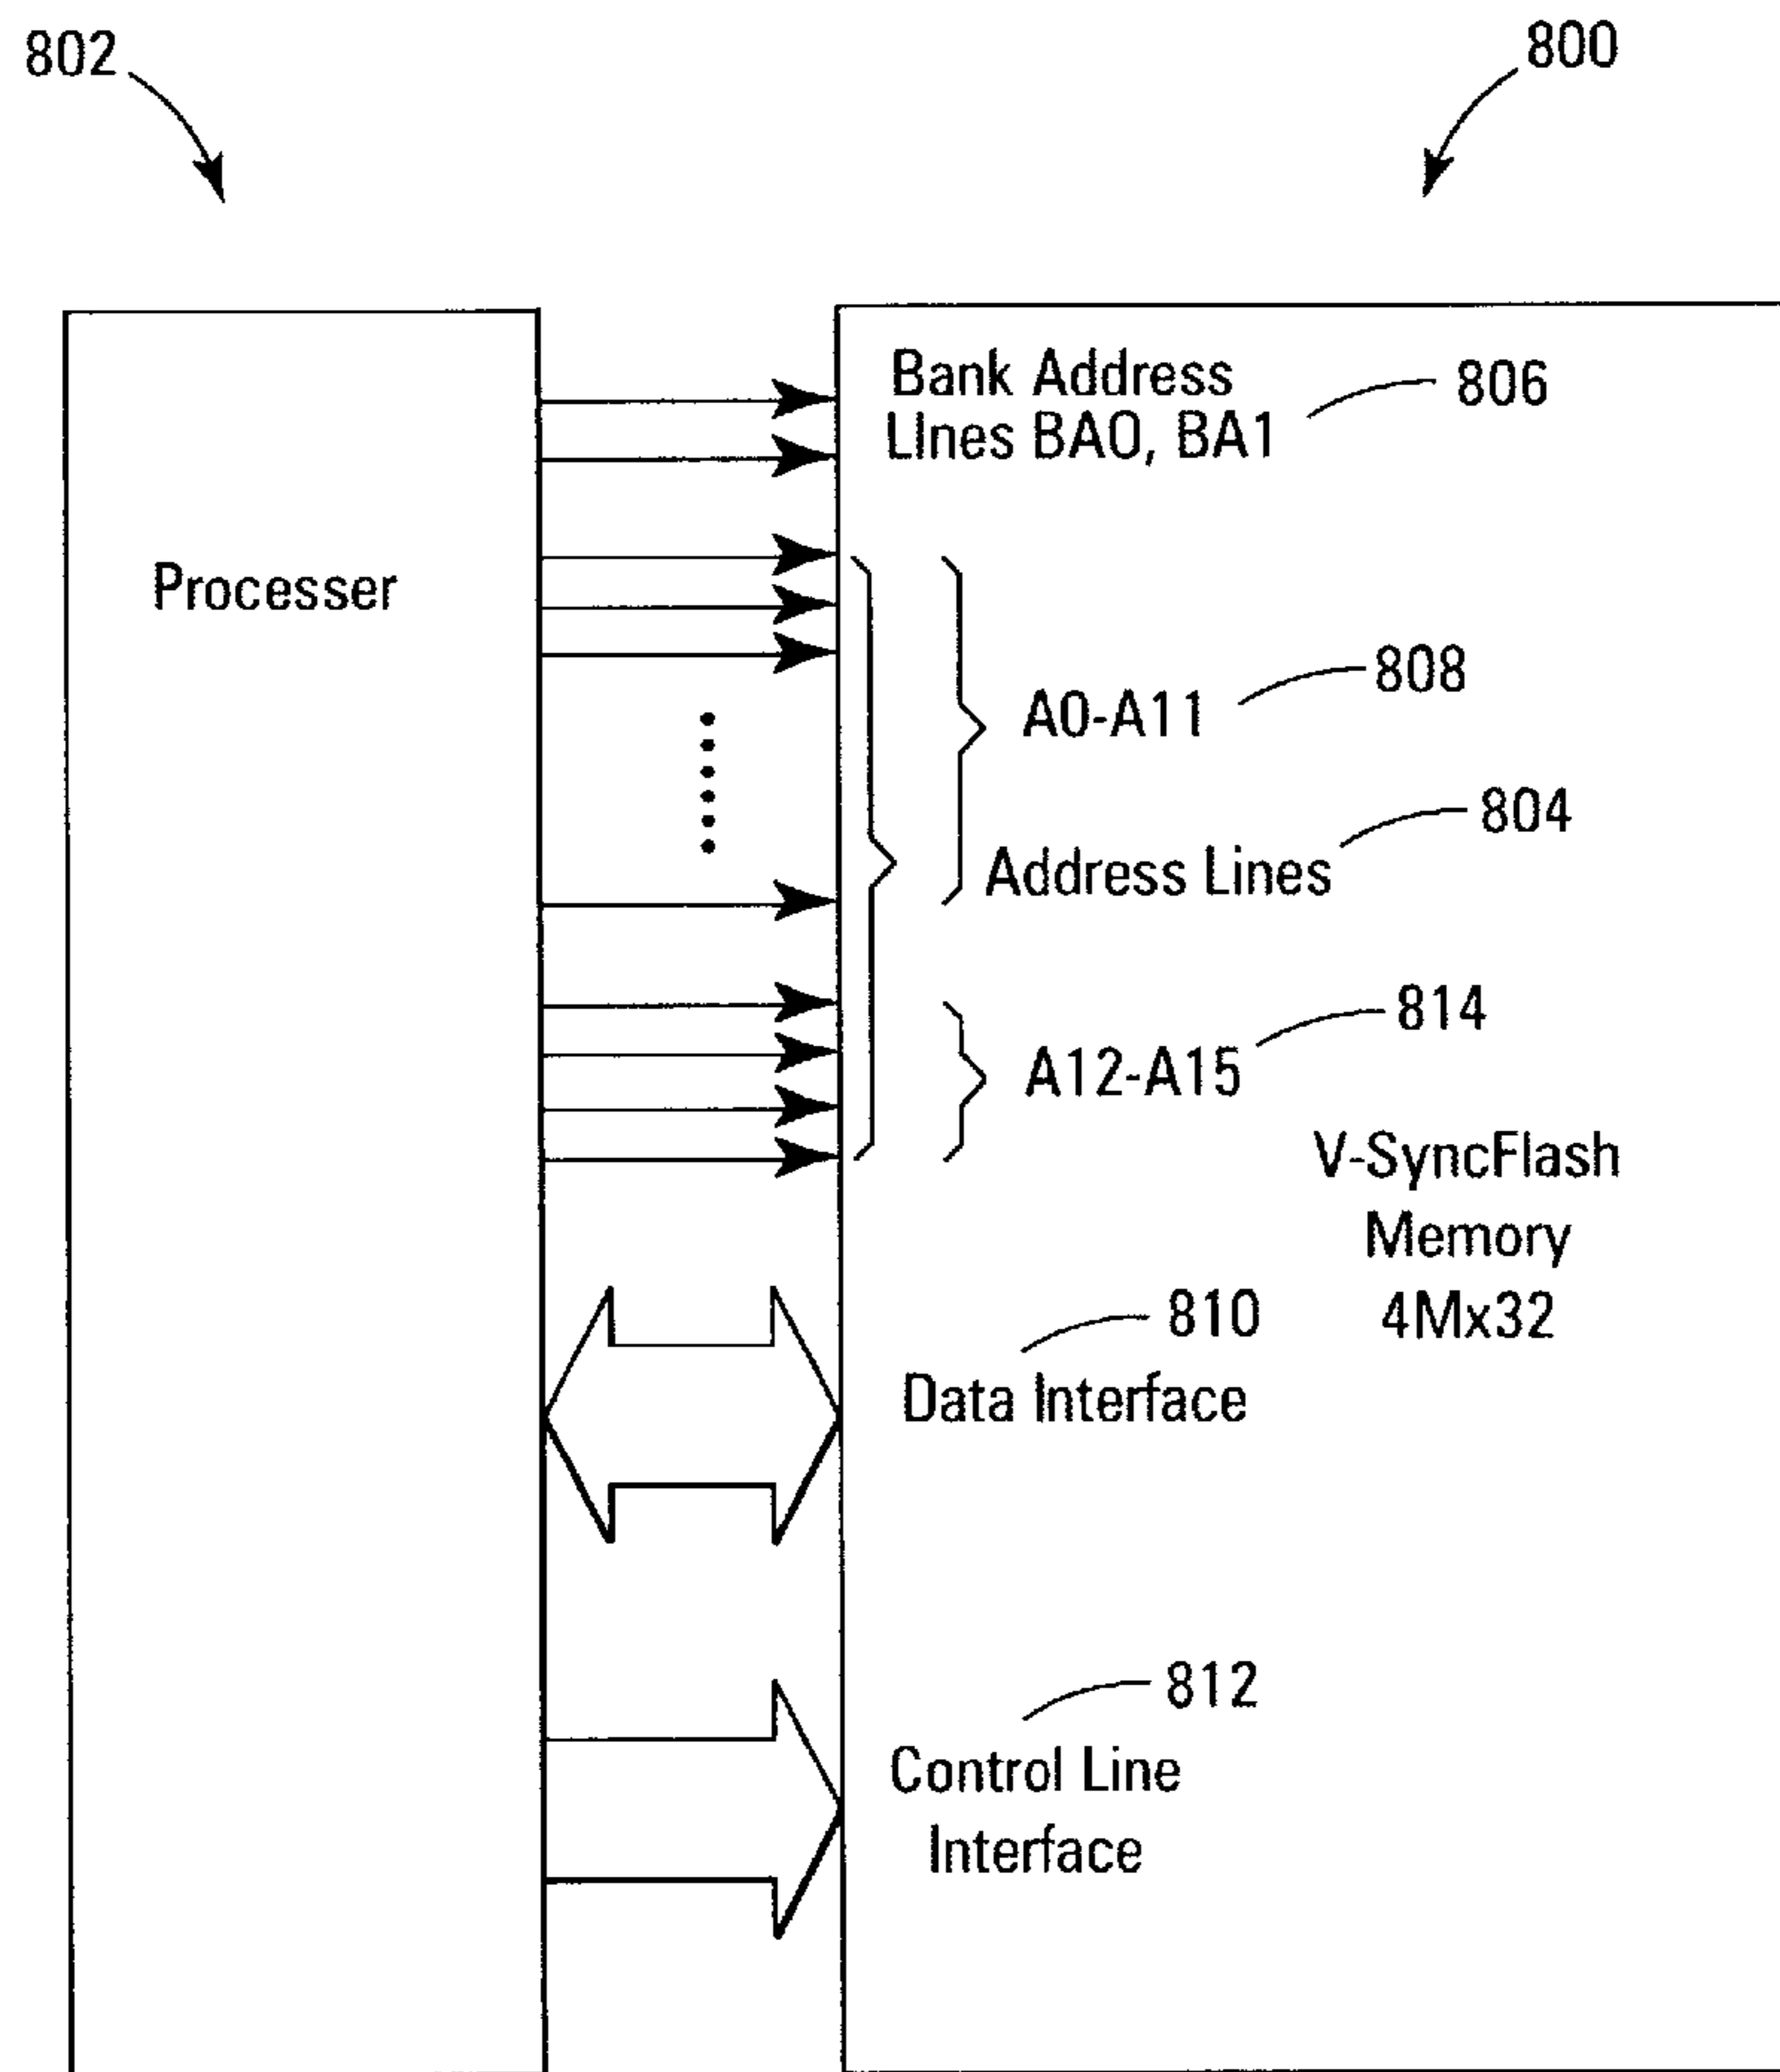 802
800
Bank Address
LInes BA0, BA1
806
Processer
A0-A11
808
Address Lines
804
A12-A15
814
V-SyncFlash
Memory
4Mx32
Data Interface
810
Control Line
Interface
812